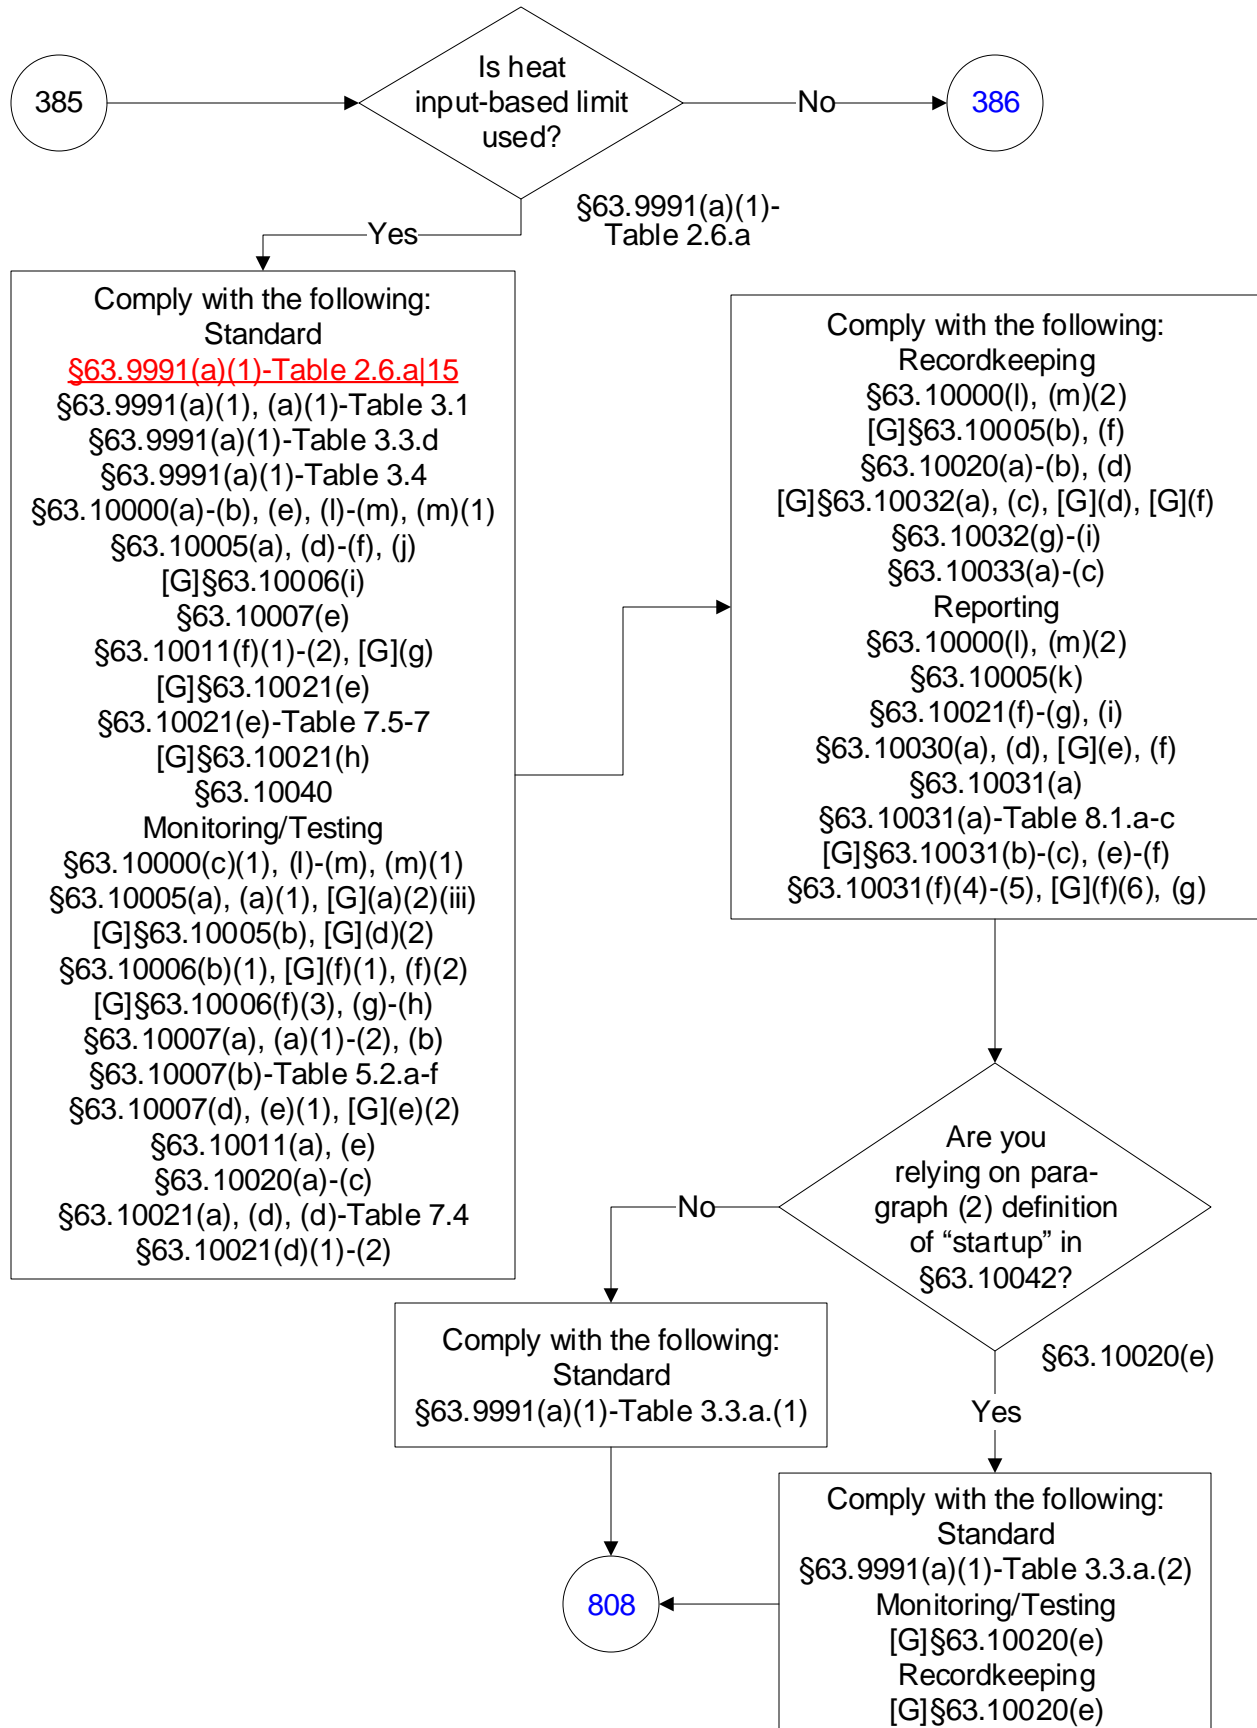 385
Is heat
input-based limit
used?
No
386
§63.9991(a)(1)-
Table 2.6.a
Yes
Comply with the following:
Standard
§63.9991(a)(1)-Table 2.6.a|15
§63.9991(a)(1), (a)(1)-Table 3.1
§63.9991(a)(1)-Table 3.3.d
§63.9991(a)(1)-Table 3.4
§63.10000(a)-(b), (e), (l)-(m), (m)(1)
§63.10005(a), (d)-(f), (j)
[G]§63.10006(i)
§63.10007(e)
§63.10011(f)(1)-(2), [G](g)
[G]§63.10021(e)
§63.10021(e)-Table 7.5-7
[G]§63.10021(h)
§63.10040
Monitoring/Testing
§63.10000(c)(1), (l)-(m), (m)(1)
§63.10005(a), (a)(1), [G](a)(2)(iii)
[G]§63.10005(b), [G](d)(2)
§63.10006(b)(1), [G](f)(1), (f)(2)
[G]§63.10006(f)(3), (g)-(h)
§63.10007(a), (a)(1)-(2), (b)
§63.10007(b)-Table 5.2.a-f
§63.10007(d), (e)(1), [G](e)(2)
§63.10011(a), (e)
§63.10020(a)-(c)
§63.10021(a), (d), (d)-Table 7.4
§63.10021(d)(1)-(2)
Comply with the following:
Recordkeeping
§63.10000(l), (m)(2)
[G]§63.10005(b), (f)
§63.10020(a)-(b), (d)
[G]§63.10032(a), (c), [G](d), [G](f)
§63.10032(g)-(i)
§63.10033(a)-(c)
Reporting
§63.10000(l), (m)(2)
§63.10005(k)
§63.10021(f)-(g), (i)
§63.10030(a), (d), [G](e), (f)
§63.10031(a)
§63.10031(a)-Table 8.1.a-c
[G]§63.10031(b)-(c), (e)-(f)
§63.10031(f)(4)-(5), [G](f)(6), (g)
Are you
relying on para-
graph (2) definition
of “startup” in
§63.10042?
No
§63.10020(e)
Yes
Comply with the following:
Standard
§63.9991(a)(1)-Table 3.3.a.(1)
Comply with the following:
Standard
§63.9991(a)(1)-Table 3.3.a.(2)
Monitoring/Testing
[G]§63.10020(e)
Recordkeeping
[G]§63.10020(e)
808